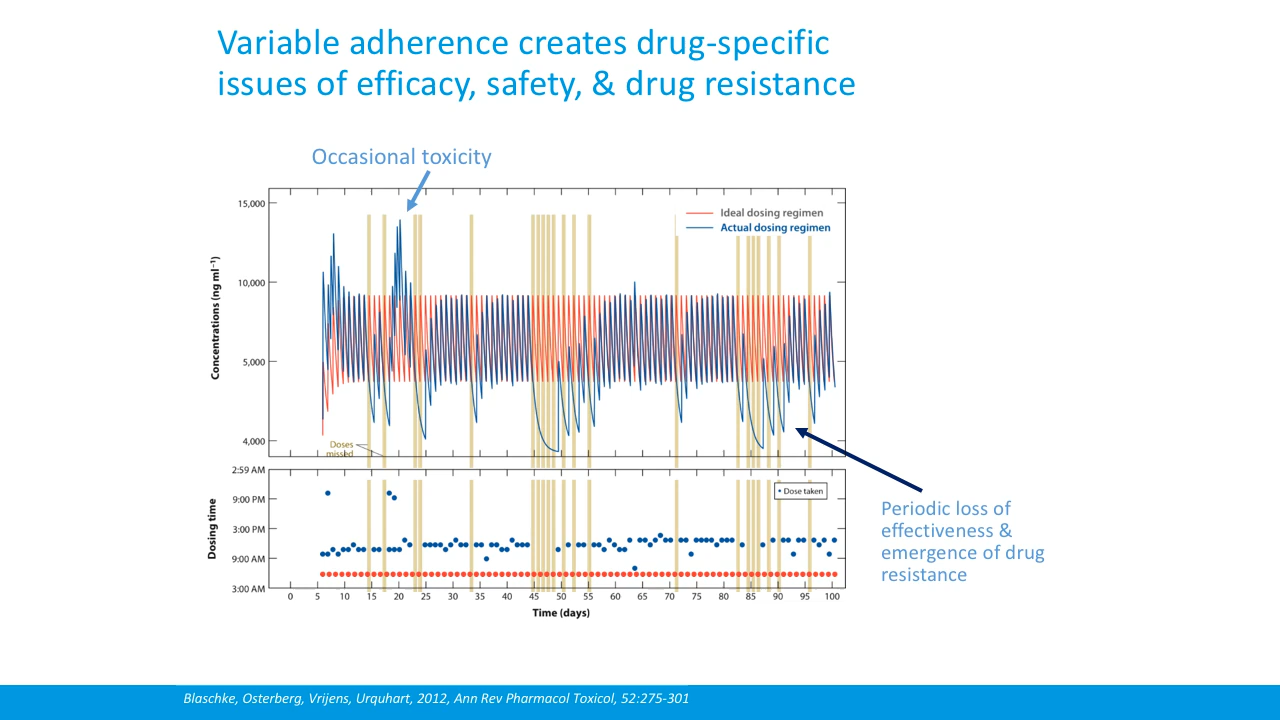 Variable adherence creates drug-specific
issues of efficacy, safety, & drug resistance
Occasional toxicity
15,000
10,000
5,000
4,000
Concentrations (ng ml⁻¹)
Ideal dosing regimen
Actual dosing regimen
Doses
missed
2:59 AM
9:00 PM
3:00 PM
9:00 AM
3:00 AM
Dosing time
Dose taken
0 5 10 15 20 25 30 35 40 45 50 55 60 65 70 75 80 85 90 95 100
Time (days)
Periodic loss of
effectiveness &
emergence of drug
resistance
Blaschke, Osterberg, Vrijens, Urquhart, 2012, Ann Rev Pharmacol Toxicol, 52:275-301